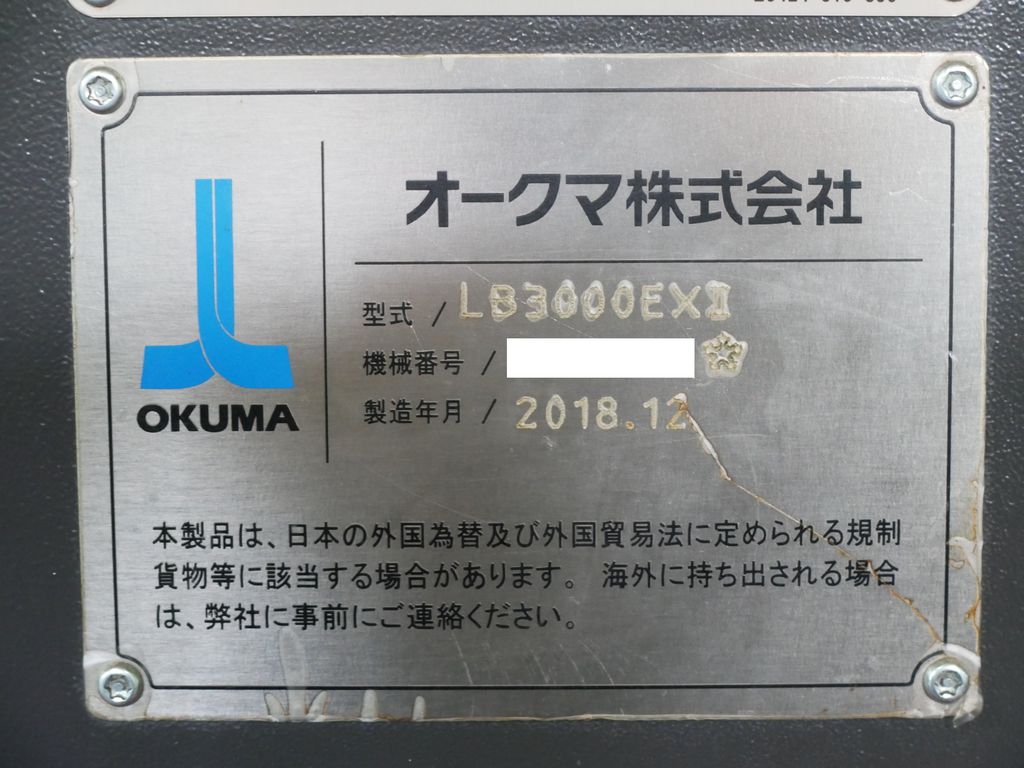 オークマ株式会社
型式 / LB3000EXⅡ
機械番号 /
製造年月 / 2018.12
OKUMA
本製品は、日本の外国為替及び外国貿易法に定められる規制
貨物等に該当する場合があります。 海外に持ち出される場合
は、弊社に事前にご連絡ください。